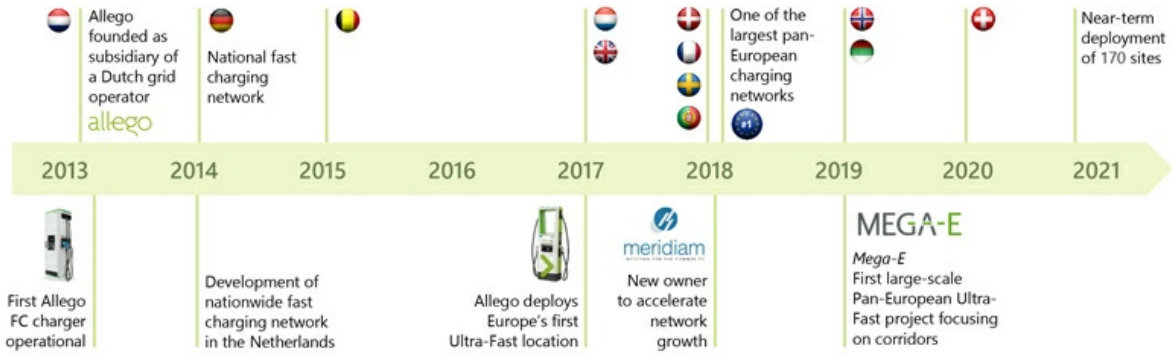 Allego
founded as
subsidiary of
a Dutch grid
operator
allego
National fast
charging
network
One of the
largest pan-
European
charging
networks
#1
Near-term
deployment
of 170 sites
2013
2014
2015
2016
2017
2018
2019
2020
2021
First Allego
FC charger
operational
Development of
nationwide fast
charging network
in the Netherlands
Allego deploys
Europe's first
Ultra-Fast location
meridiam
New owner
to accelerate
network
growth
MEGA-E
Mega-E
First large-scale
Pan-European Ultra-
Fast project focusing
on corridors